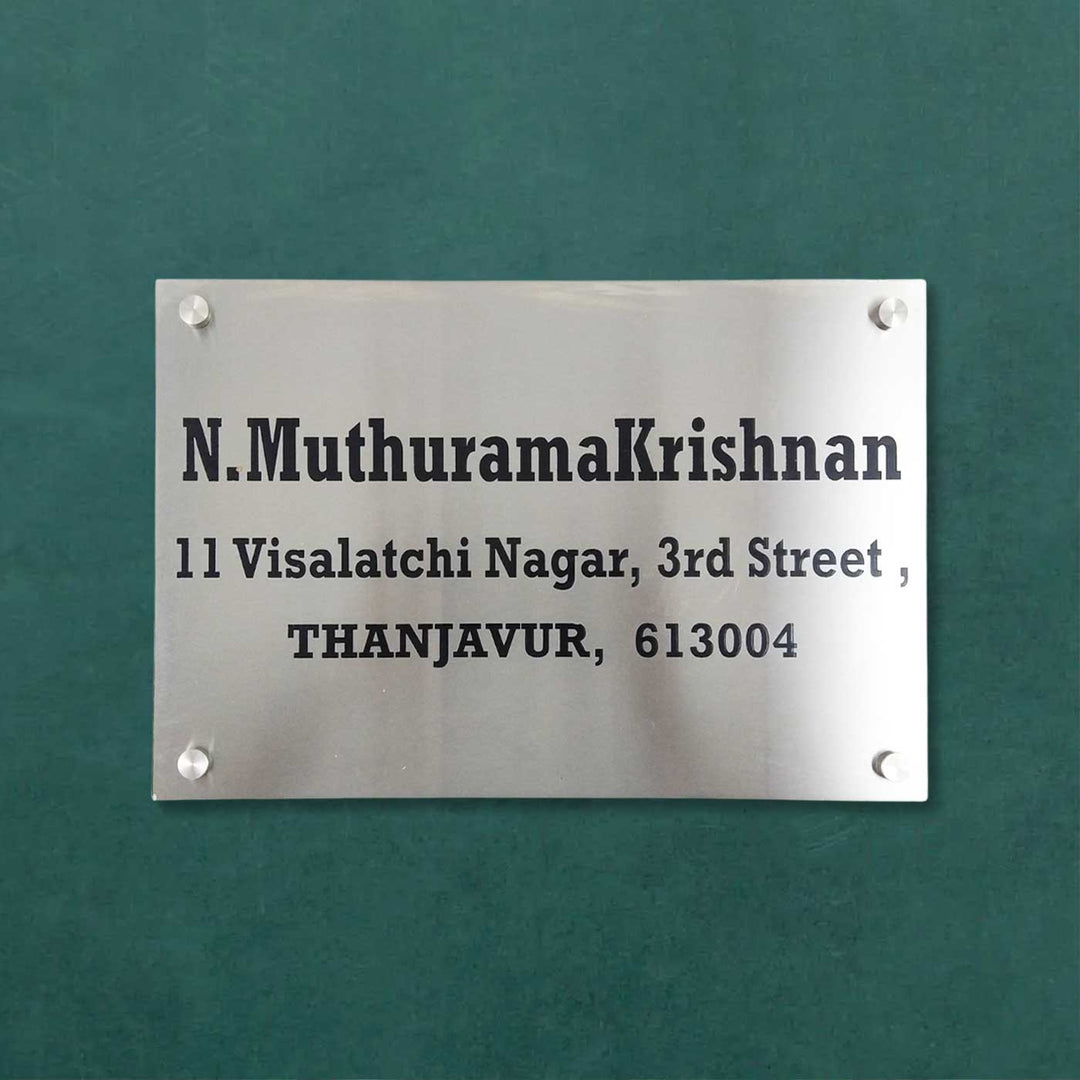 N.MuthuramaKrishnan
11 Visalatchi Nagar, 3rd Street ,
THANJAVUR, 613004